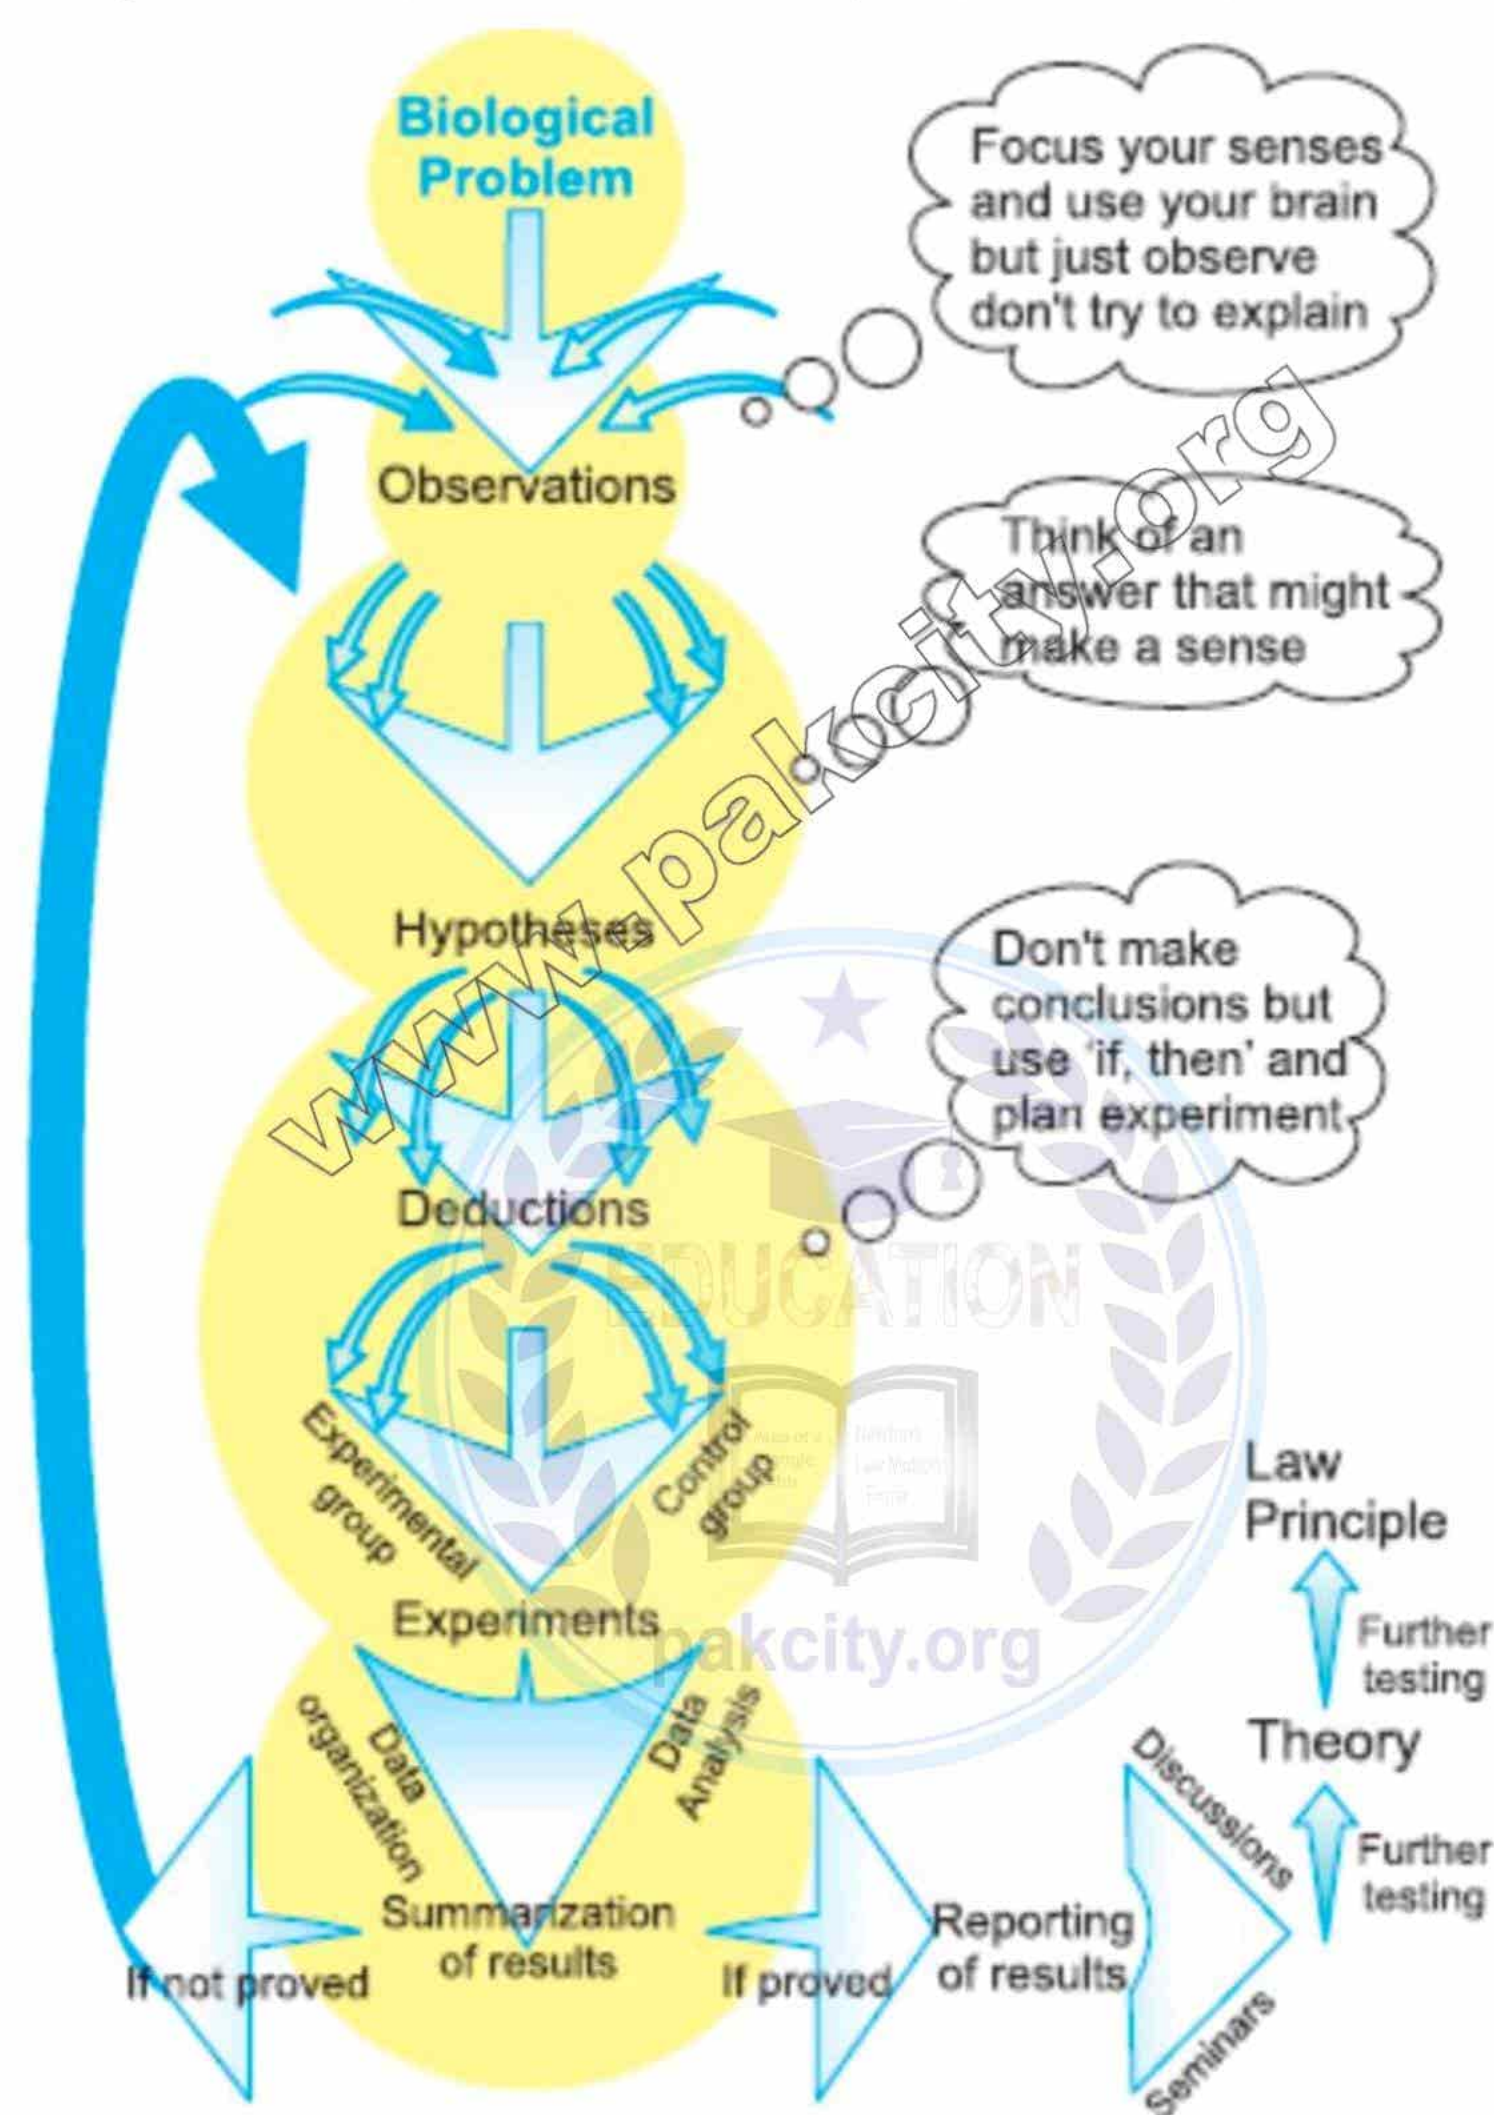 Biological
Problem
Focus your senses
and use your brain
but just observe
don't try to explain
Observations
Think of an
answer that might
make a sense
www.pakcity.org
Hypotheses
Don't make
conclusions but
use 'if, then' and
plan experiment
Deductions
EDUCATION
Experimental
group
Control
group
Experiments
pakcity.org
Law
Principle
Further
testing
Theory
Data
organization
Data
Analysis
Discussions
Further
testing
Summarization
of results
If not proved
If proved
Reporting
of results
Seminars